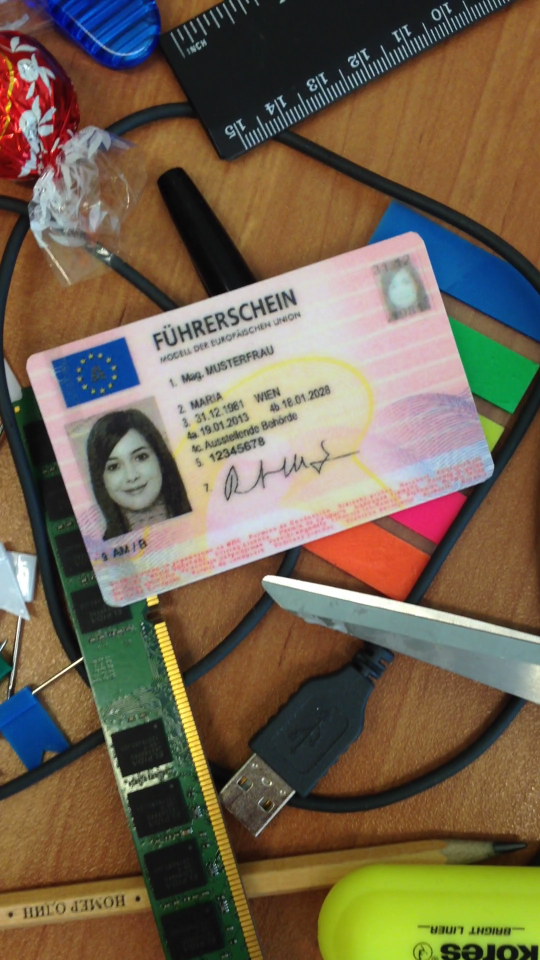 INCH
10
11
12
13
14
15
FÜHRERSCHEIN
MODELL DER EUROPÄISCHEN UNION
1. Mag. MUSTERFRAU
2. MARIA
3. 31.12.1981 WIEN
4a. 19.01.2013 4b. 18.01.2028
4c. Ausstellende Behörde
5. 12345678
7.
9. AM / B
A
НОМЕР ОДИН
kores
BRIGHT LINER